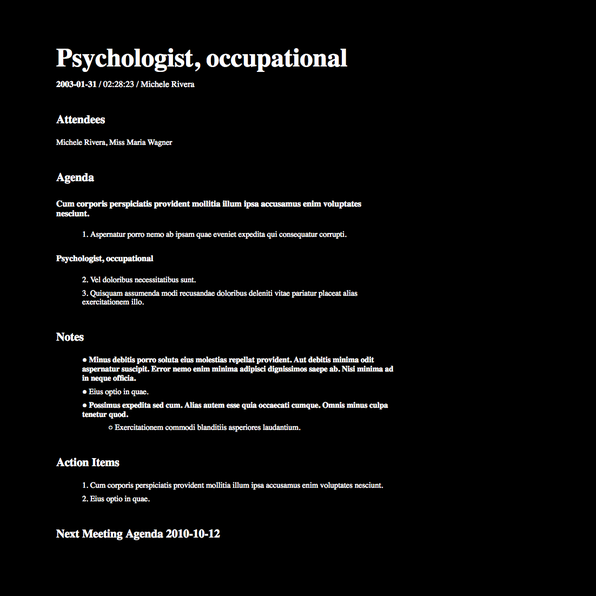 Psychologist, occupational
2003-01-31 / 02:28:23 / Michele Rivera
Attendees
Michele Rivera, Miss Maria Wagner
Agenda
Cum corporis perspiciatis provident mollitia illum ipsa accusamus enim voluptates
nesciunt.
1. Aspernatur porro nemo ab ipsam quae eveniet expedita qui consequatur corrupti.
Psychologist, occupational
2. Vel doloribus necessitatibus sunt.
3. Quisquam assumenda modi recusandae doloribus deleniti vitae pariatur placeat alias
exercitationem illo.
Notes
● Minus debitis porro soluta eius molestias repellat provident. Aut debitis minima odit
aspernatur suscipit. Error nemo enim minima adipisci dignissimos saepe ab. Nisi minima ad
in neque officia.
● Eius optio in quae.
● Possimus expedita sed cum. Alias autem esse quia occaecati cumque. Omnis minus culpa
tenetur quod.
○ Exercitationem commodi blanditiis asperiores laudantium.
Action Items
1. Cum corporis perspiciatis provident mollitia illum ipsa accusamus enim voluptates nesciunt.
2. Eius optio in quae.
Next Meeting Agenda 2010-10-12